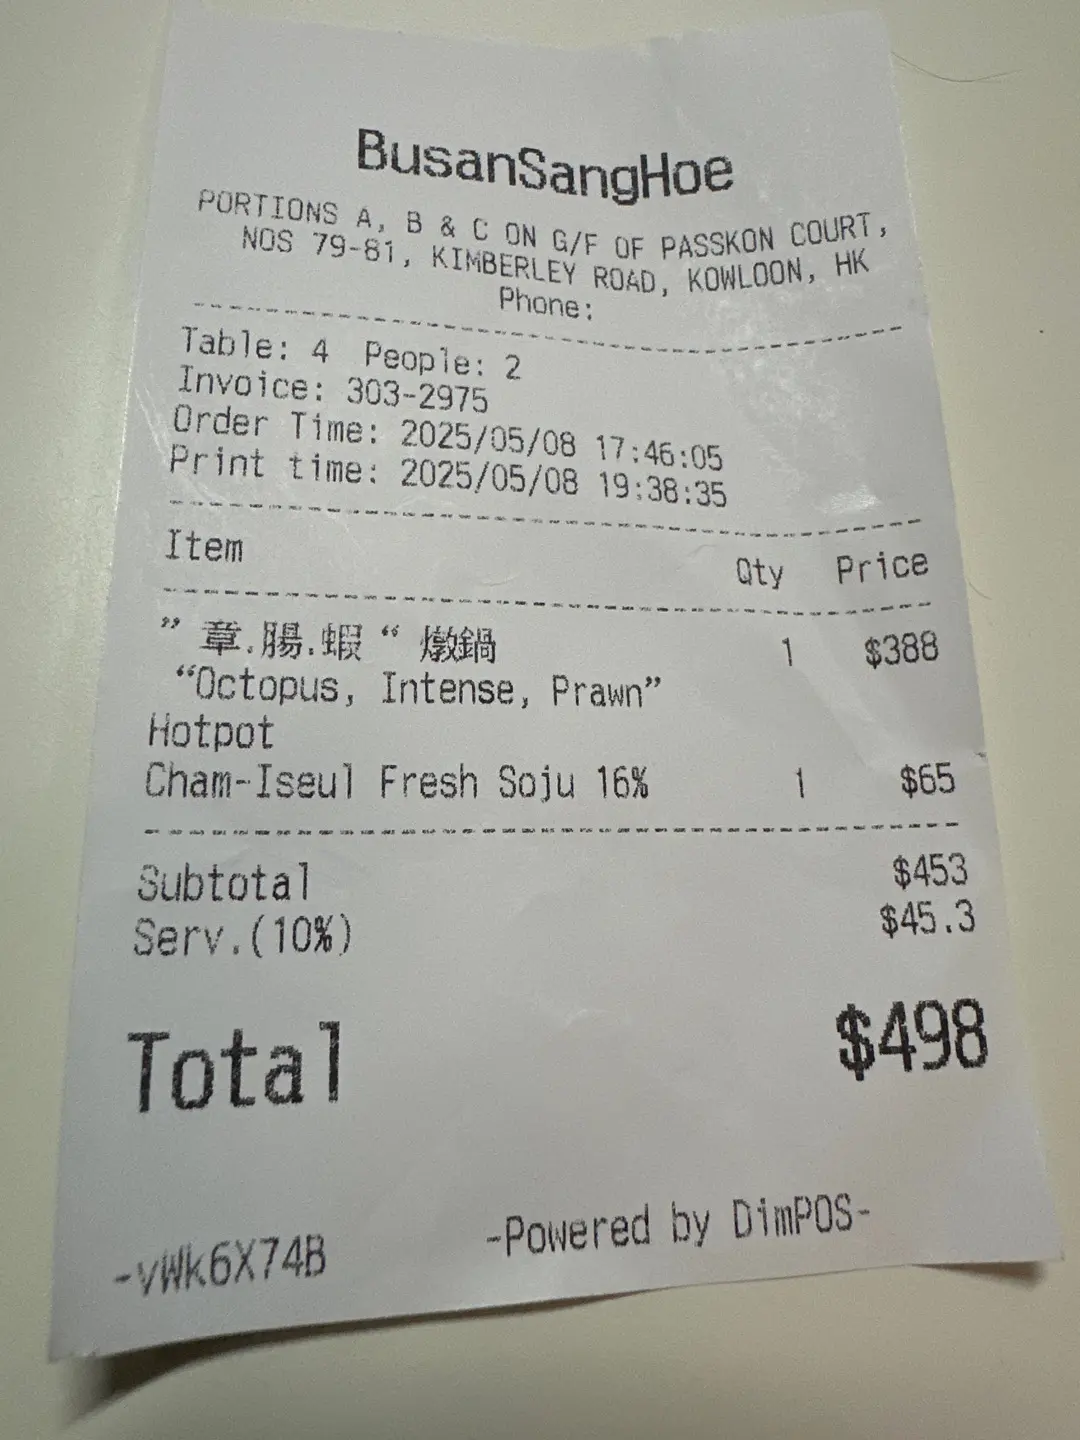 BusanSangHoe
PORTIONS A, B & C ON G/F OF PASSKON COURT,
NOS 79-81, KIMBERLEY ROAD, KOWLOON, HK
Phone:
Table: 4 People: 2
Invoice: 303-2975
Order Time: 2025/05/08 17:46:05
Print time: 2025/05/08 19:38:35
Item Qty Price
” 章.腸.蝦 “ 燉鍋 1 $388
“Octopus, Intense, Prawn”
Hotpot
Cham-Iseul Fresh Soju 16% 1 $65
Subtotal $453
Serv.(10%) $45.3
Total $498
-Powered by DimPOS-
-vWk6X74B